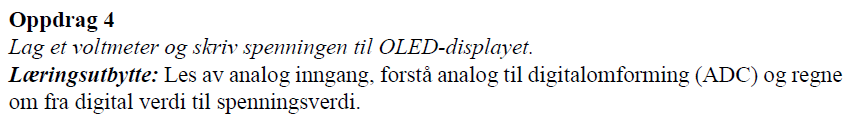 Oppdrag 4
Lag et voltmeter og skriv spenningen til OLED-displayet.
Læringsutbytte: Les av analog inngang, forstå analog til digitalomforming (ADC) og regne
om fra digital verdi til spenningsverdi.